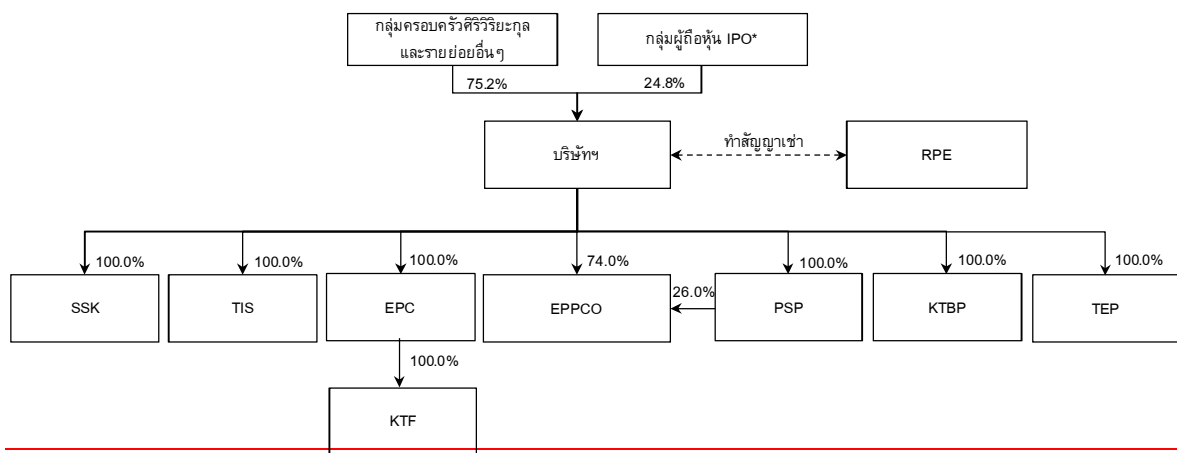 กลุ่มครอบครัวศิริวิริยะกุล
และรายย่อยอื่นๆ
กลุ่มผู้ถือหุ้น IPO*
75.2%
24.8%
บริษัทฯ
ทำสัญญาเช่า
RPE
100.0%
100.0%
100.0%
74.0%
100.0%
100.0%
100.0%
SSK
TIS
EPC
EPPCO
26.0%
PSP
KTBP
TEP
100.0%
KTF